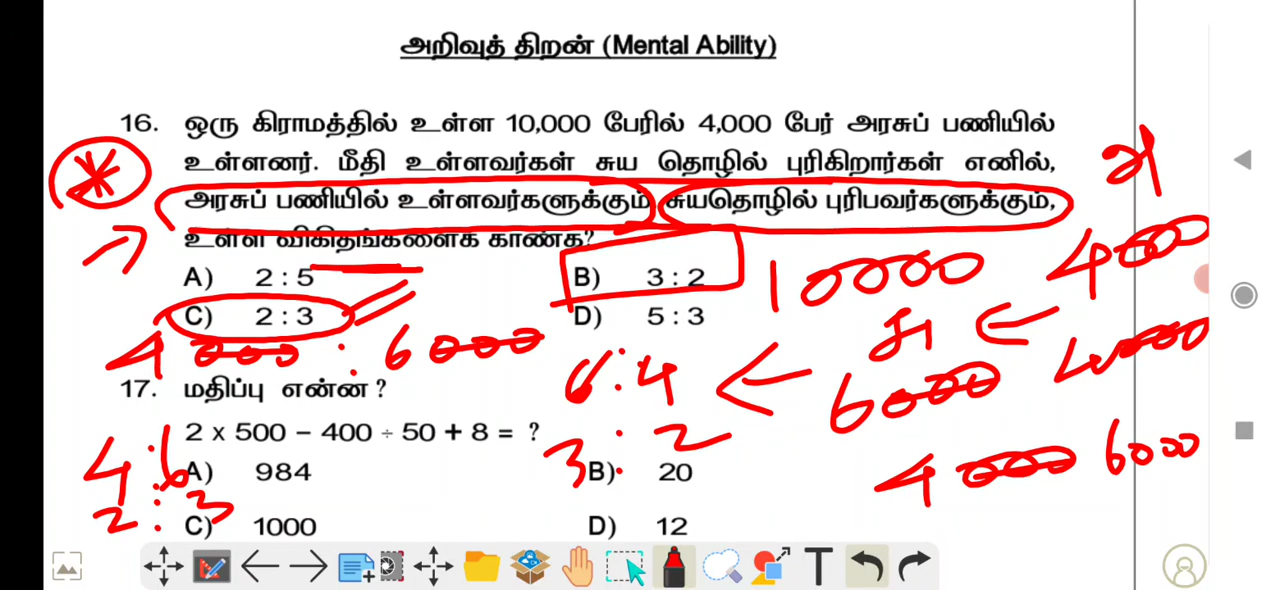 அறிவுத் திறன் (Mental Ability)
16. ஒரு கிராமத்தில் உள்ள 10,000 பேரில் 4,000 பேர் அரசுப் பணியில்
உள்ளனர். மீதி உள்ளவர்கள் சுய தொழில் புரிகிறார்கள் எனில்,
அரசுப் பணியில் உள்ளவர்களுக்கும் சுயதொழில் புரிபவர்களுக்கும்,
உள்ள விகிதங்களைக் காண்க?
A) 2 : 5 B) 3 : 2 10000 4000
C) 2 : 3 D) 5 : 3
4000 : 6000
6 : 4 6000
17. மதிப்பு என்ன ?
2 x 500 – 400 ÷ 50 + 8 = ? 3 : 2
4 : 6 4000 6000
A) 984 B) 20
2 : 3
C) 1000 D) 12
T